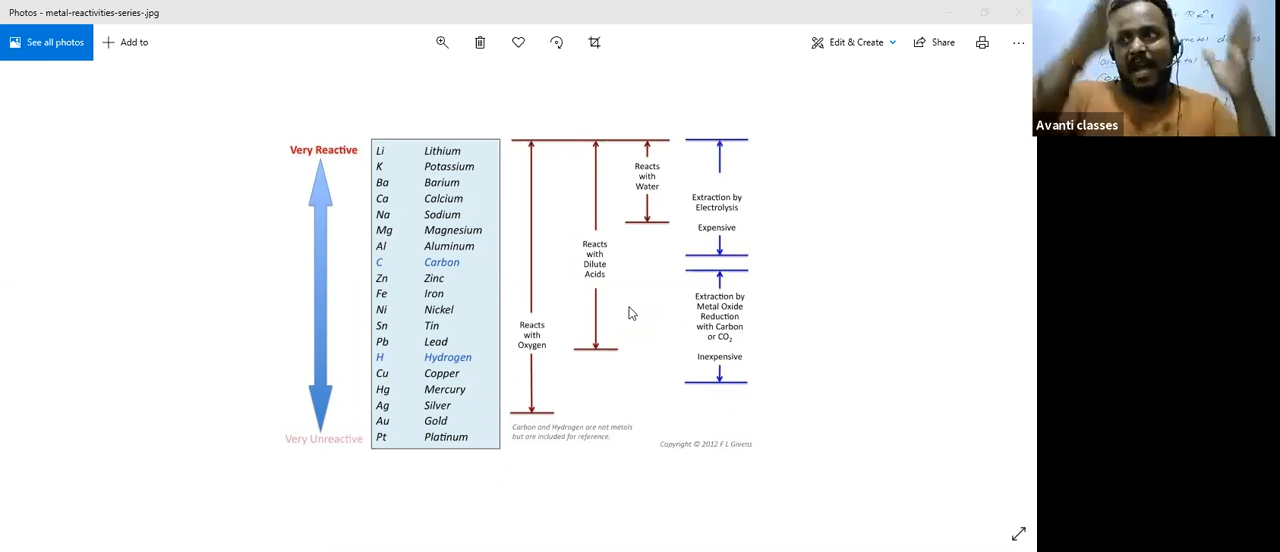 Photos - metal-reactivities-series-.jpg
See all photos
Add to
Edit & Create
Share
Avanti classes
Very Reactive
Very Unreactive
Li Lithium
K Potassium
Ba Barium
Ca Calcium
Na Sodium
Mg Magnesium
Al Aluminum
C Carbon
Zn Zinc
Fe Iron
Ni Nickel
Sn Tin
Pb Lead
H Hydrogen
Cu Copper
Hg Mercury
Ag Silver
Au Gold
Pt Platinum
Reacts
with
Oxygen
Reacts
with
Dilute
Acids
Reacts
with
Water
Extraction by
Electrolysis
Expensive
Extraction by
Metal Oxide
Reduction
with Carbon
or CO₂
Inexpensive
Carbon and Hydrogen are not metals
but are included for reference.
Copyright © 2012 F L Givens